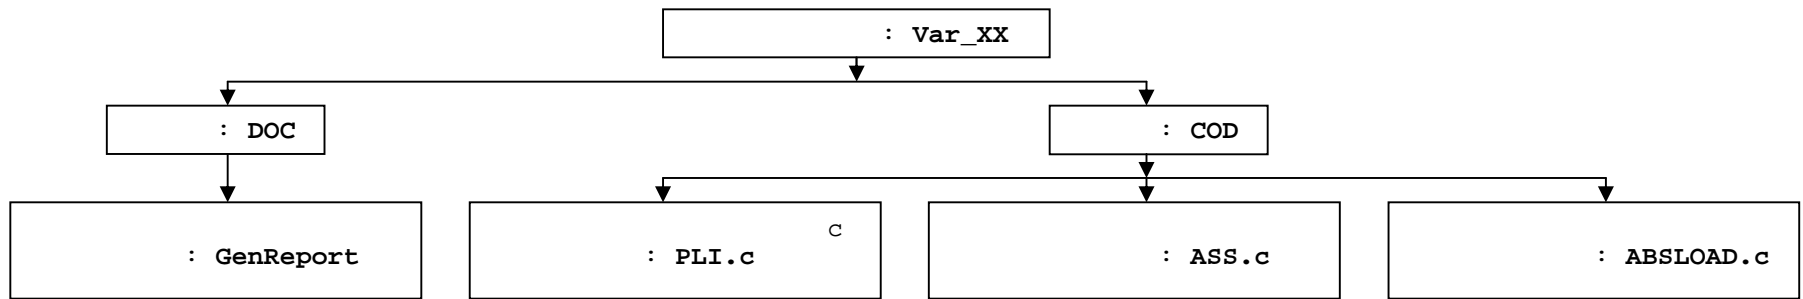 : Var_XX
: DOC
: COD
: GenReport
c
: PLI.c
: ASS.c
: ABSLOAD.c